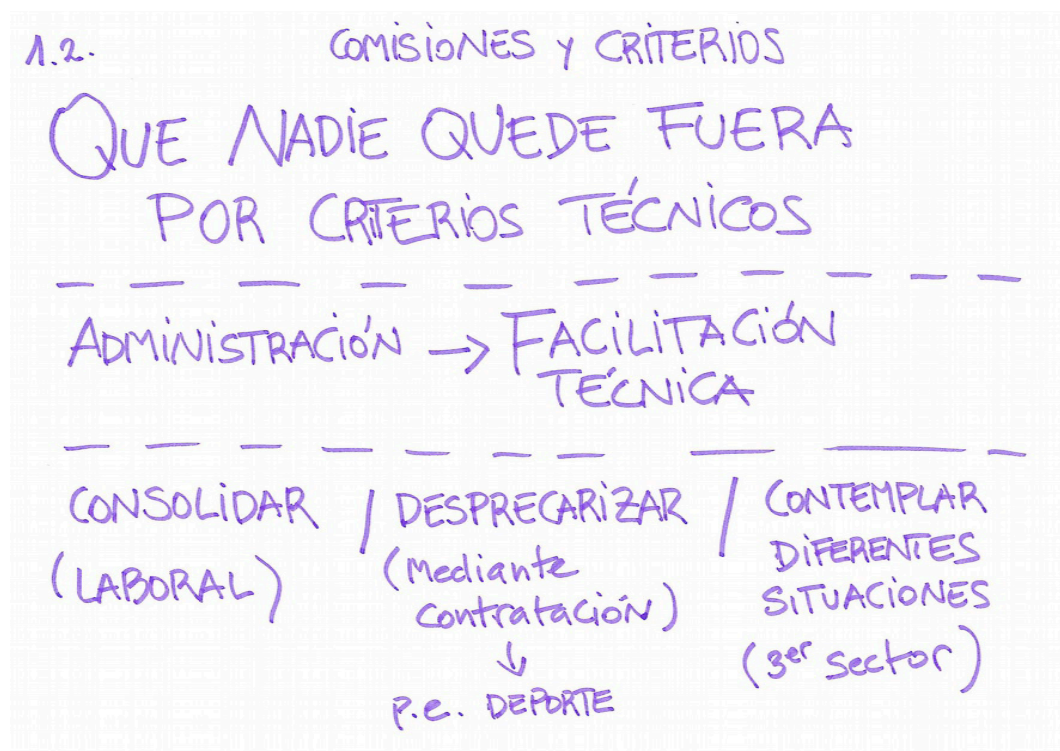 1.2. COMISIONES Y CRITERIOS
QUE NADIE QUEDE FUERA
POR CRITERIOS TÉCNICOS
ADMINISTRACIÓN → FACILITACIÓN
TÉCNICA
CONSOLIDAR / DESPRECARIZAR / CONTEMPLAR
DIFERENTES
(LABORAL) (Mediante SITUACIONES
contratación) (3er sector)
↓
P.e. DEPORTE